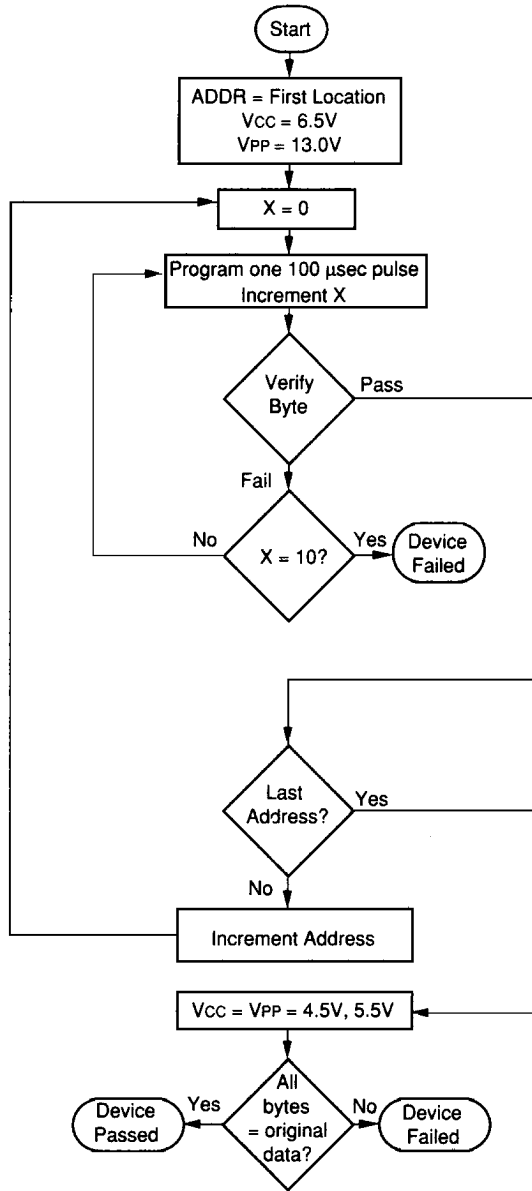 Start
ADDR = First Location
VCC = 6.5V
VPP = 13.0V
X = 0
Program one 100 µsec pulse
Increment X
Verify
Byte
Pass
Fail
X = 10?
No
Yes
Device
Failed
Last
Address?
Yes
No
Increment Address
VCC = VPP = 4.5V, 5.5V
All
bytes
= original
data?
Yes
Device
Passed
No
Device
Failed